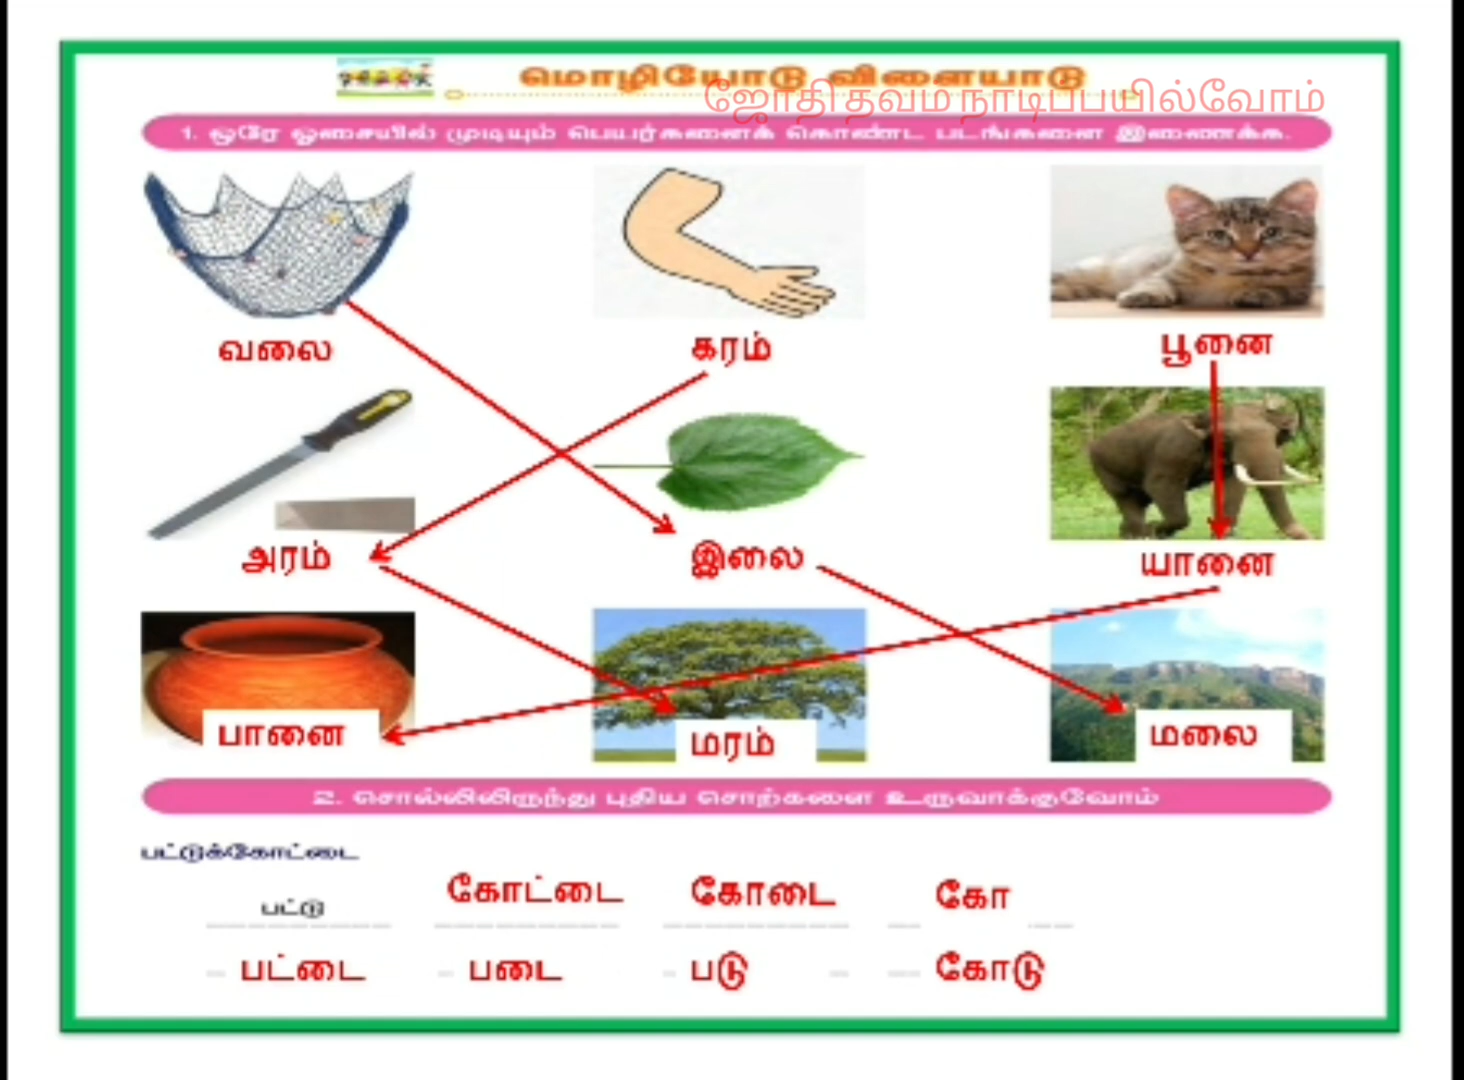 மொழியோடு விளையாடு
ஜோதி தவம் நாடிப்பயில்வோம்
1. ஒரே ஓசையில் முடியும் பெயர்களைக் கொண்ட படங்களை இணைக்க.
வலை கரம் பூனை
அரம் இலை யானை
பானை மரம் மலை
2. சொல்லிலிருந்து புதிய சொற்களை உருவாக்குவோம்
பட்டுக்கோட்டை
பட்டு கோட்டை கோடை கோ
பட்டை படை படு கோடு